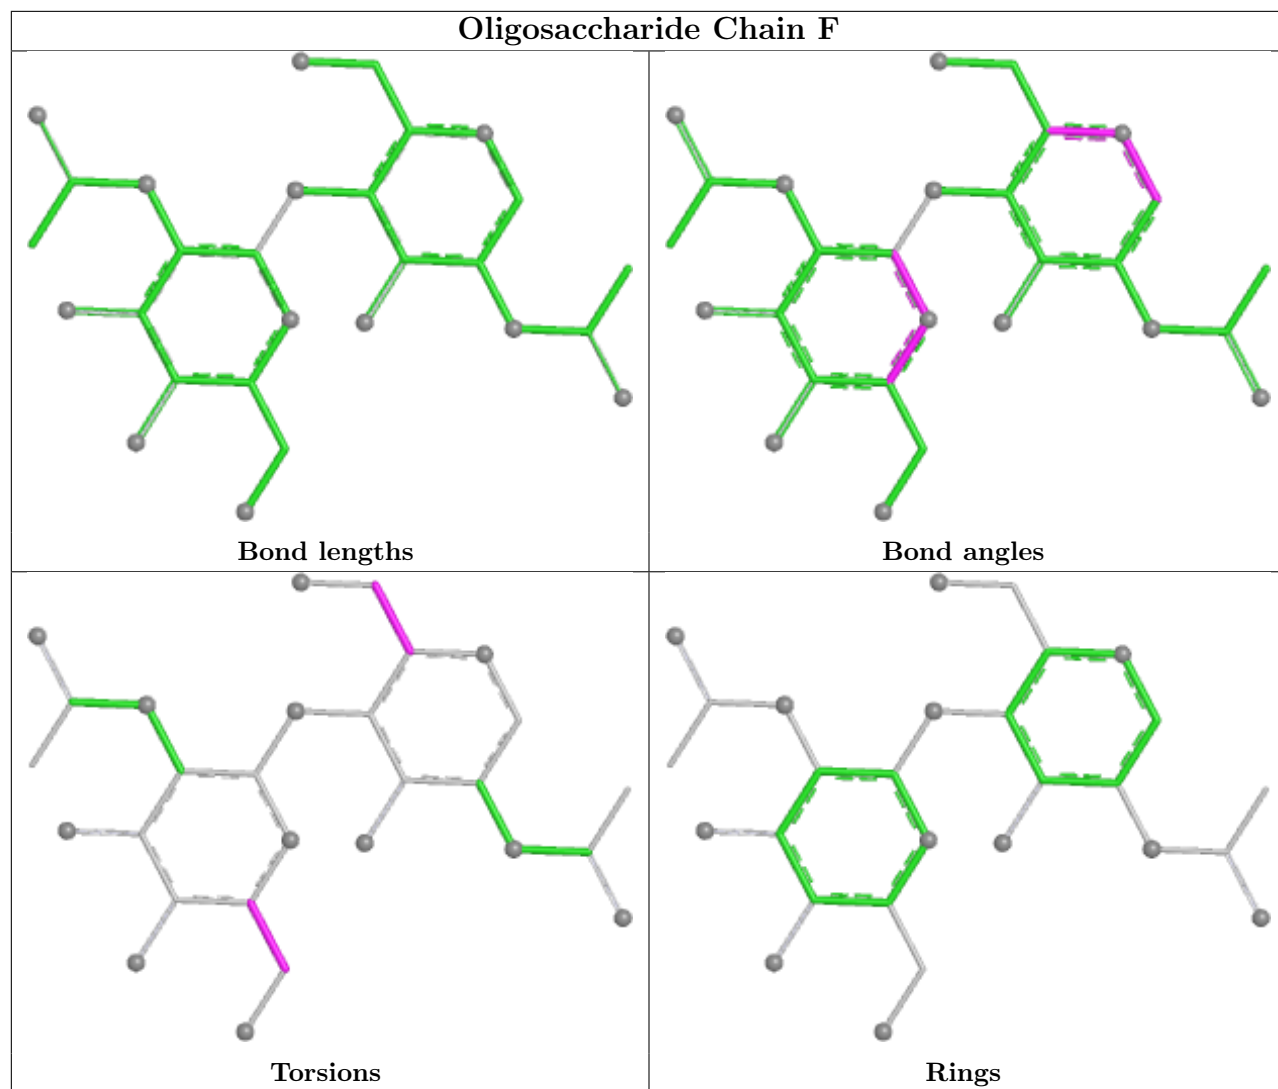 Oligosaccharide Chain F
Bond lengths
Bond angles
Torsions
Rings